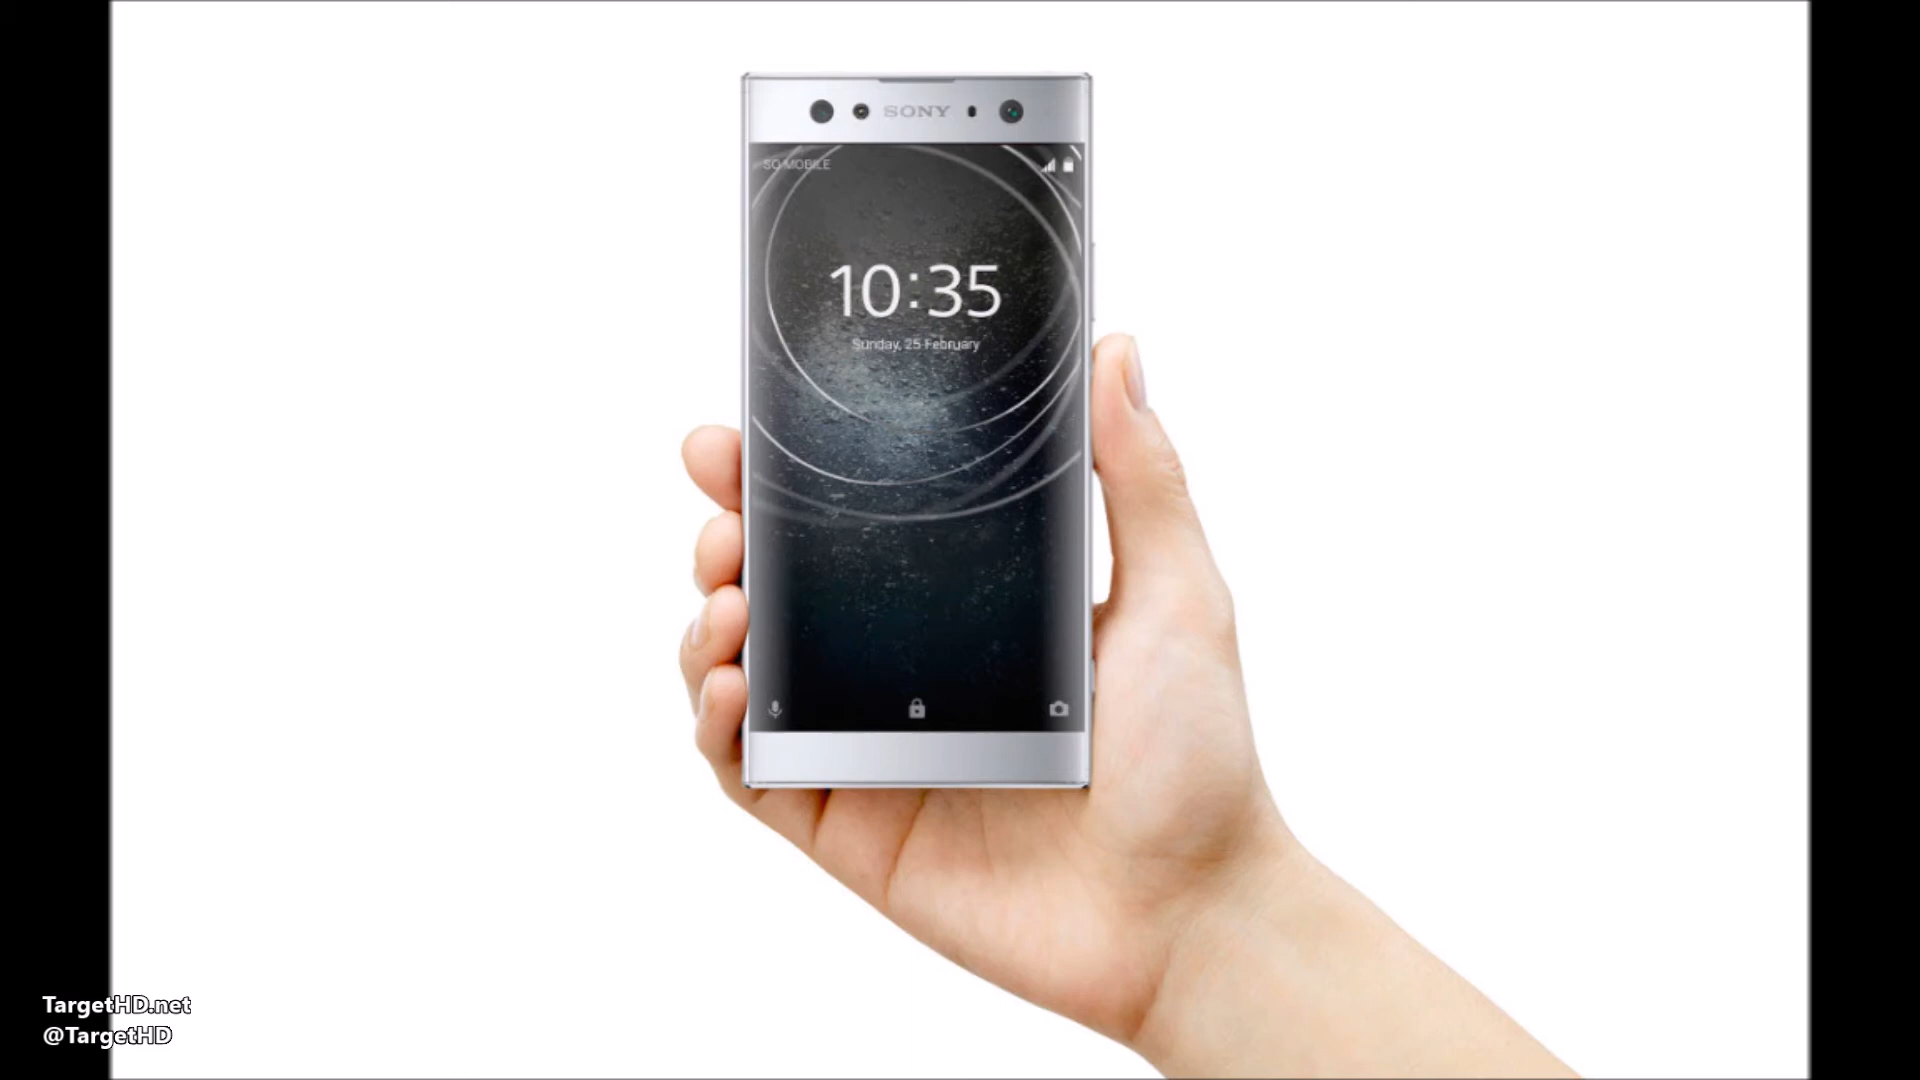 SONY
SO MOBILE
10:35
Sunday, 25 February
TargetHD.net
@TargetHD